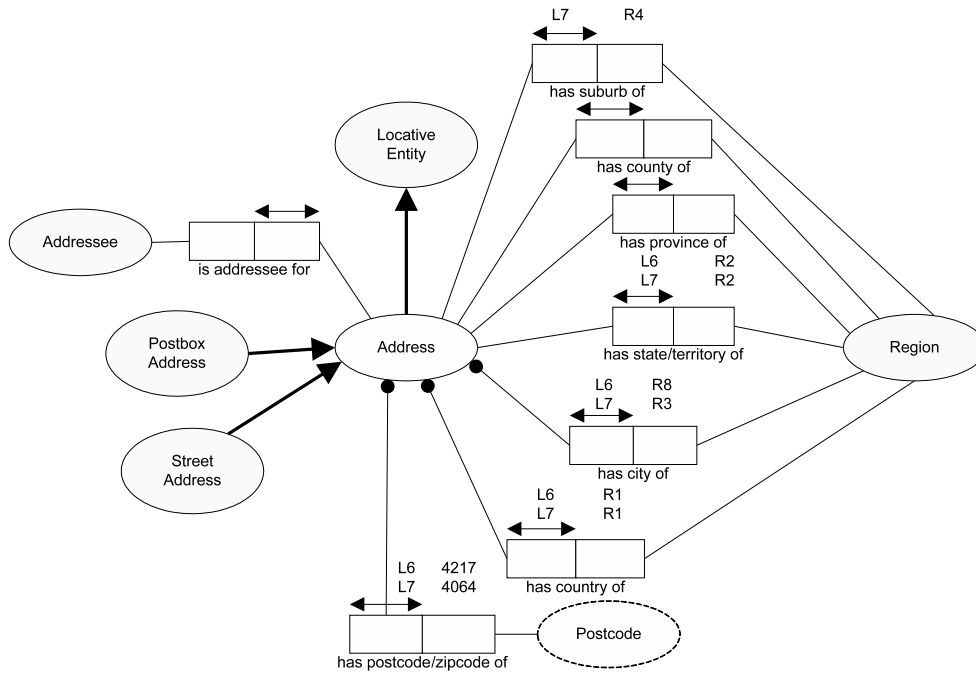 L7 R4
has suburb of
has county of
Locative
Entity
has province of
Addressee
is addressee for
L6 R2
L7 R2
Postbox
Address
Address
has state/territory of
Region
L6 R8
L7 R3
Street
Address
has city of
L6 R1
L7 R1
has country of
L6 4217
L7 4064
Postcode
has postcode/zipcode of